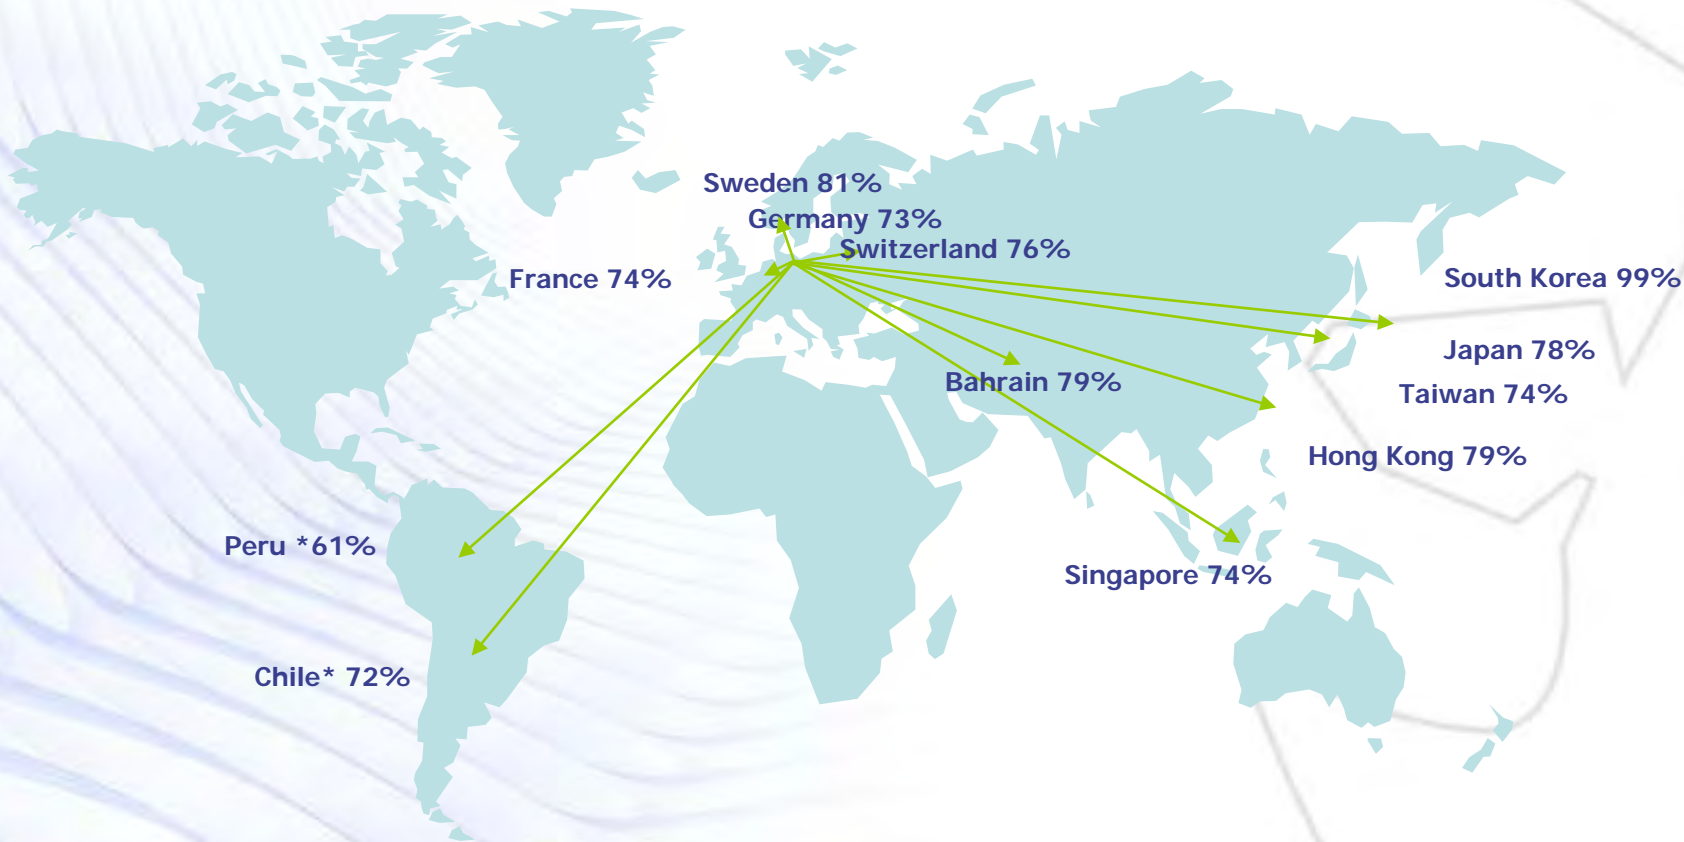 Sweden 81%
Germany 73%
Switzerland 76%
France 74%
South Korea 99%
Japan 78%
Bahrain 79%
Taiwan 74%
Hong Kong 79%
Peru *61%
Singapore 74%
Chile* 72%